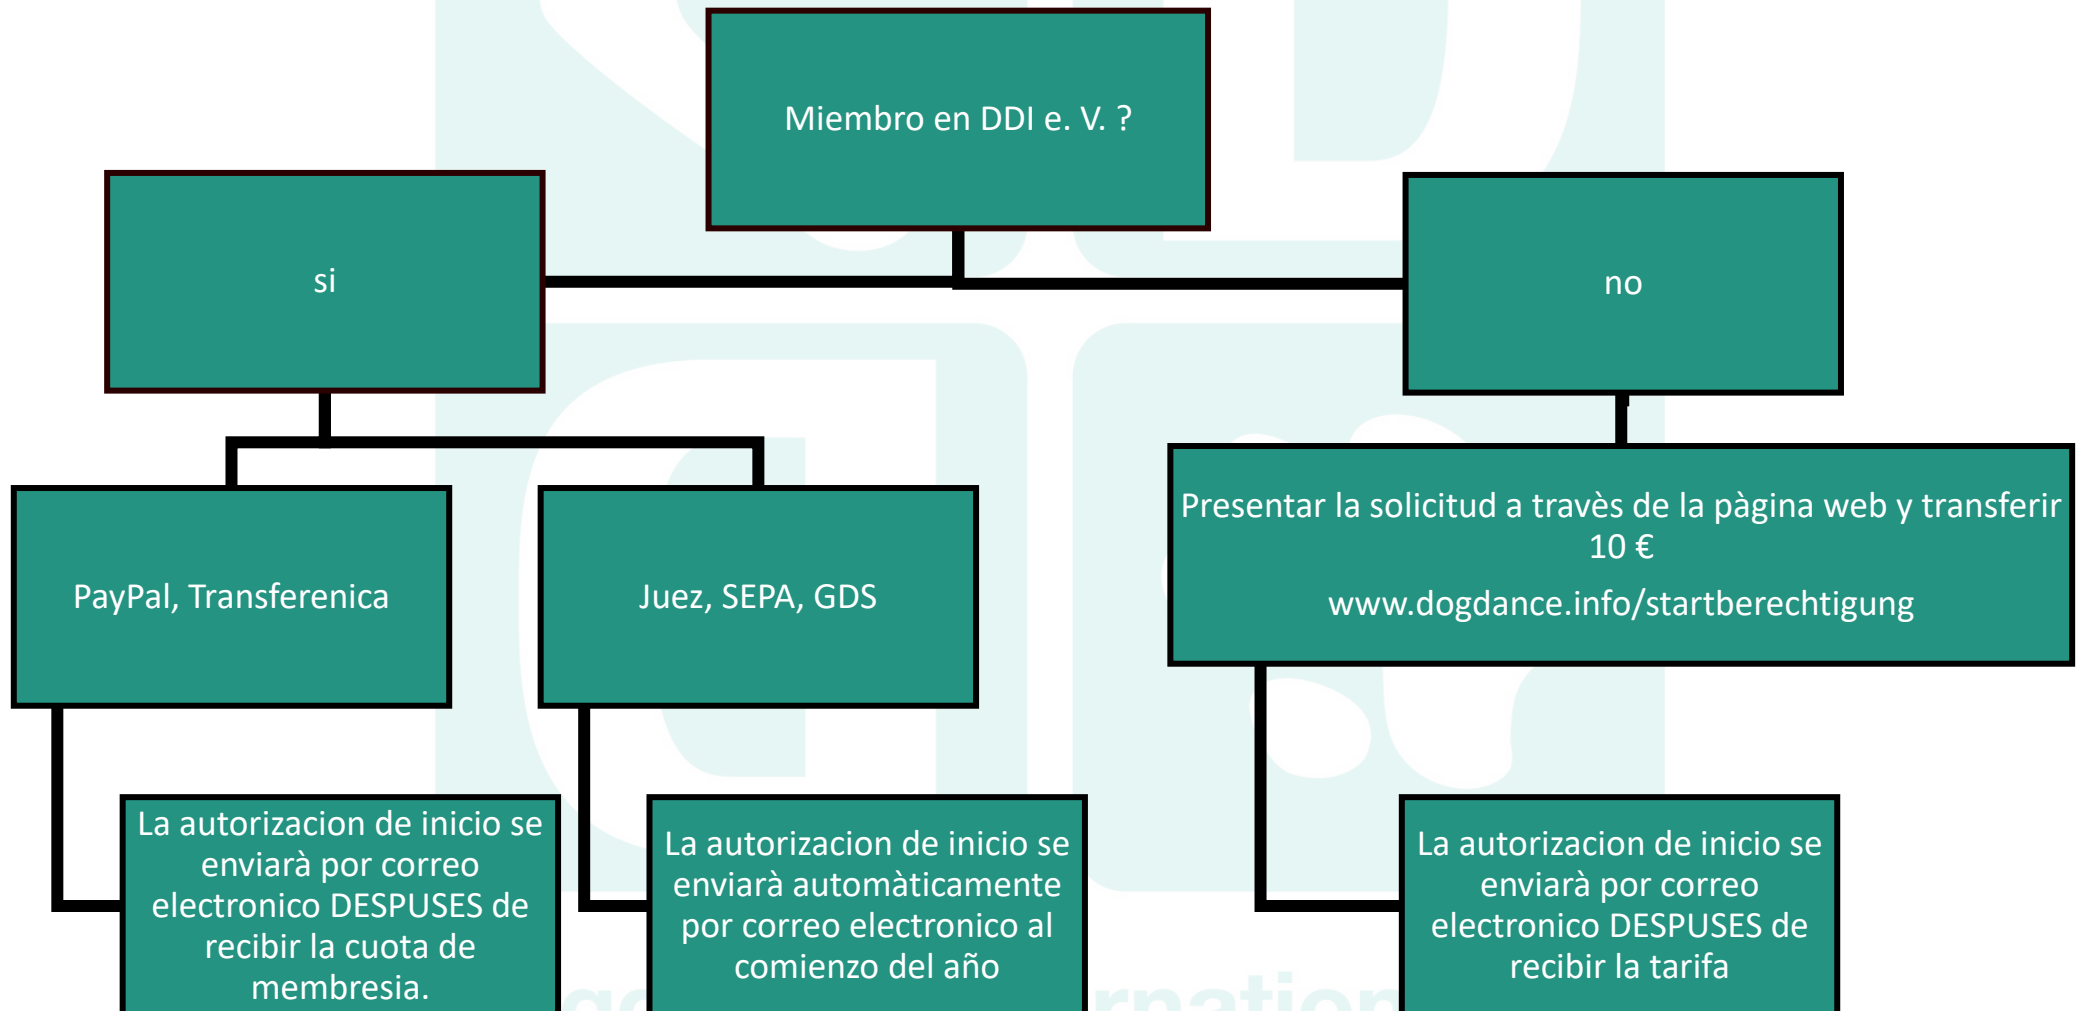 Miembro en DDI e. V. ?
si
no
PayPal, Transferenica
Juez, SEPA, GDS
Presentar la solicitud a travès de la pàgina web y transferir
10 €
www.dogdance.info/startberechtigung
La autorizacion de inicio se
enviarà por correo
electronico DESPUSES de
recibir la cuota de
membresia.
La autorizacion de inicio se
enviarà automàticamente
por correo electronico al
comienzo del año
La autorizacion de inicio se
enviarà por correo
electronico DESPUSES de
recibir la tarifa